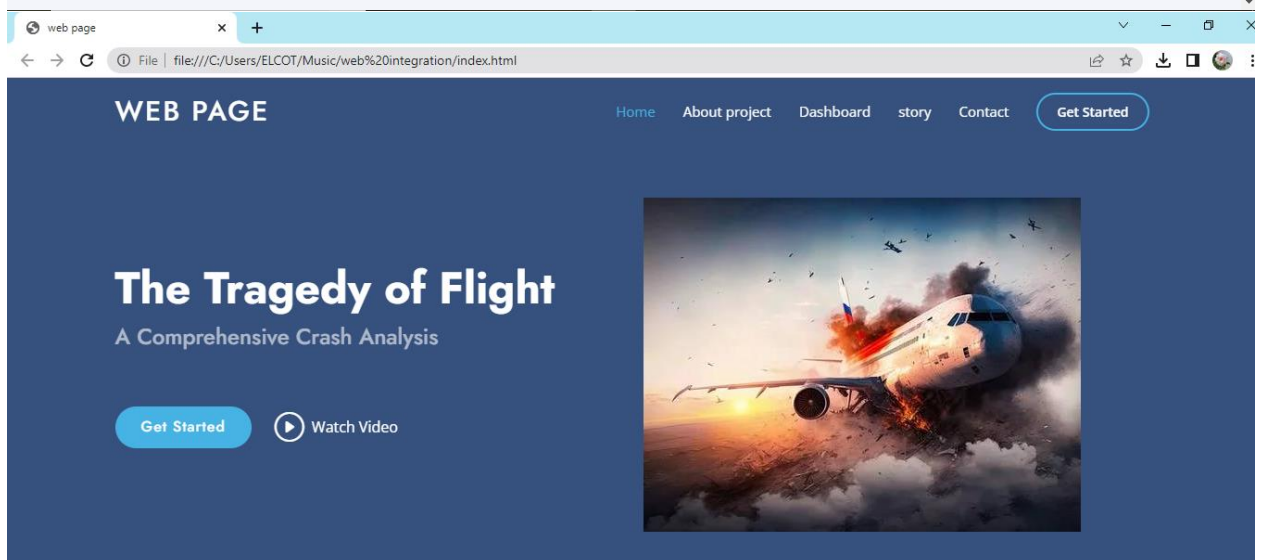 web page
File file:///C:/Users/ELCOT/Music/web%20integration/index.html
WEB PAGE
Home About project Dashboard story Contact Get Started
The Tragedy of Flight
A Comprehensive Crash Analysis
Get Started Watch Video